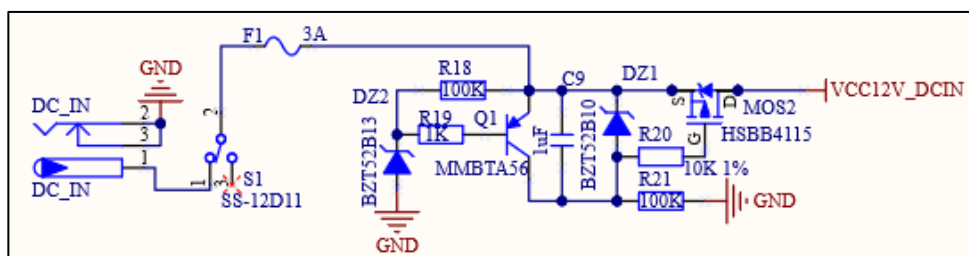 F1 3A
GND
R18
C9
DZ1
DC_IN
2
2
100K
DZ2
S
D
MOS2
VCC12V_DCIN
R19
Q1
3
1K
1uF
R20
G
HSBB4115
1
BZT52B13
MMBTA56
BZT52B10
10K 1%
DC_IN
1
3
S1
SS-12D11
R21
100K
GND
GND